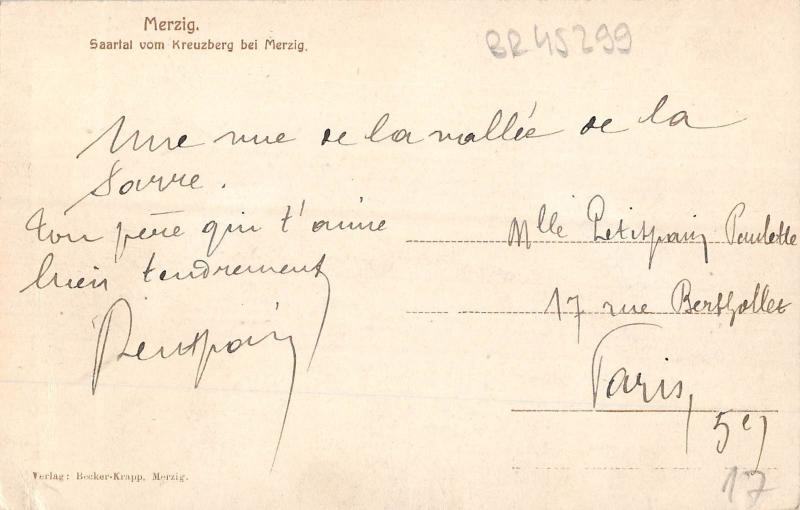 Merzig.
Saartal vom Kreuzberg bei Merzig.
BR45299
Une vue de la vallée de la
Sarre.
Ton père qui t'aime
bien tendrement
Petitpain
Mlle Petitpain Paulette
17 rue Berthollet
Paris,
5e
17
Verlag: Becker-Krapp, Merzig.